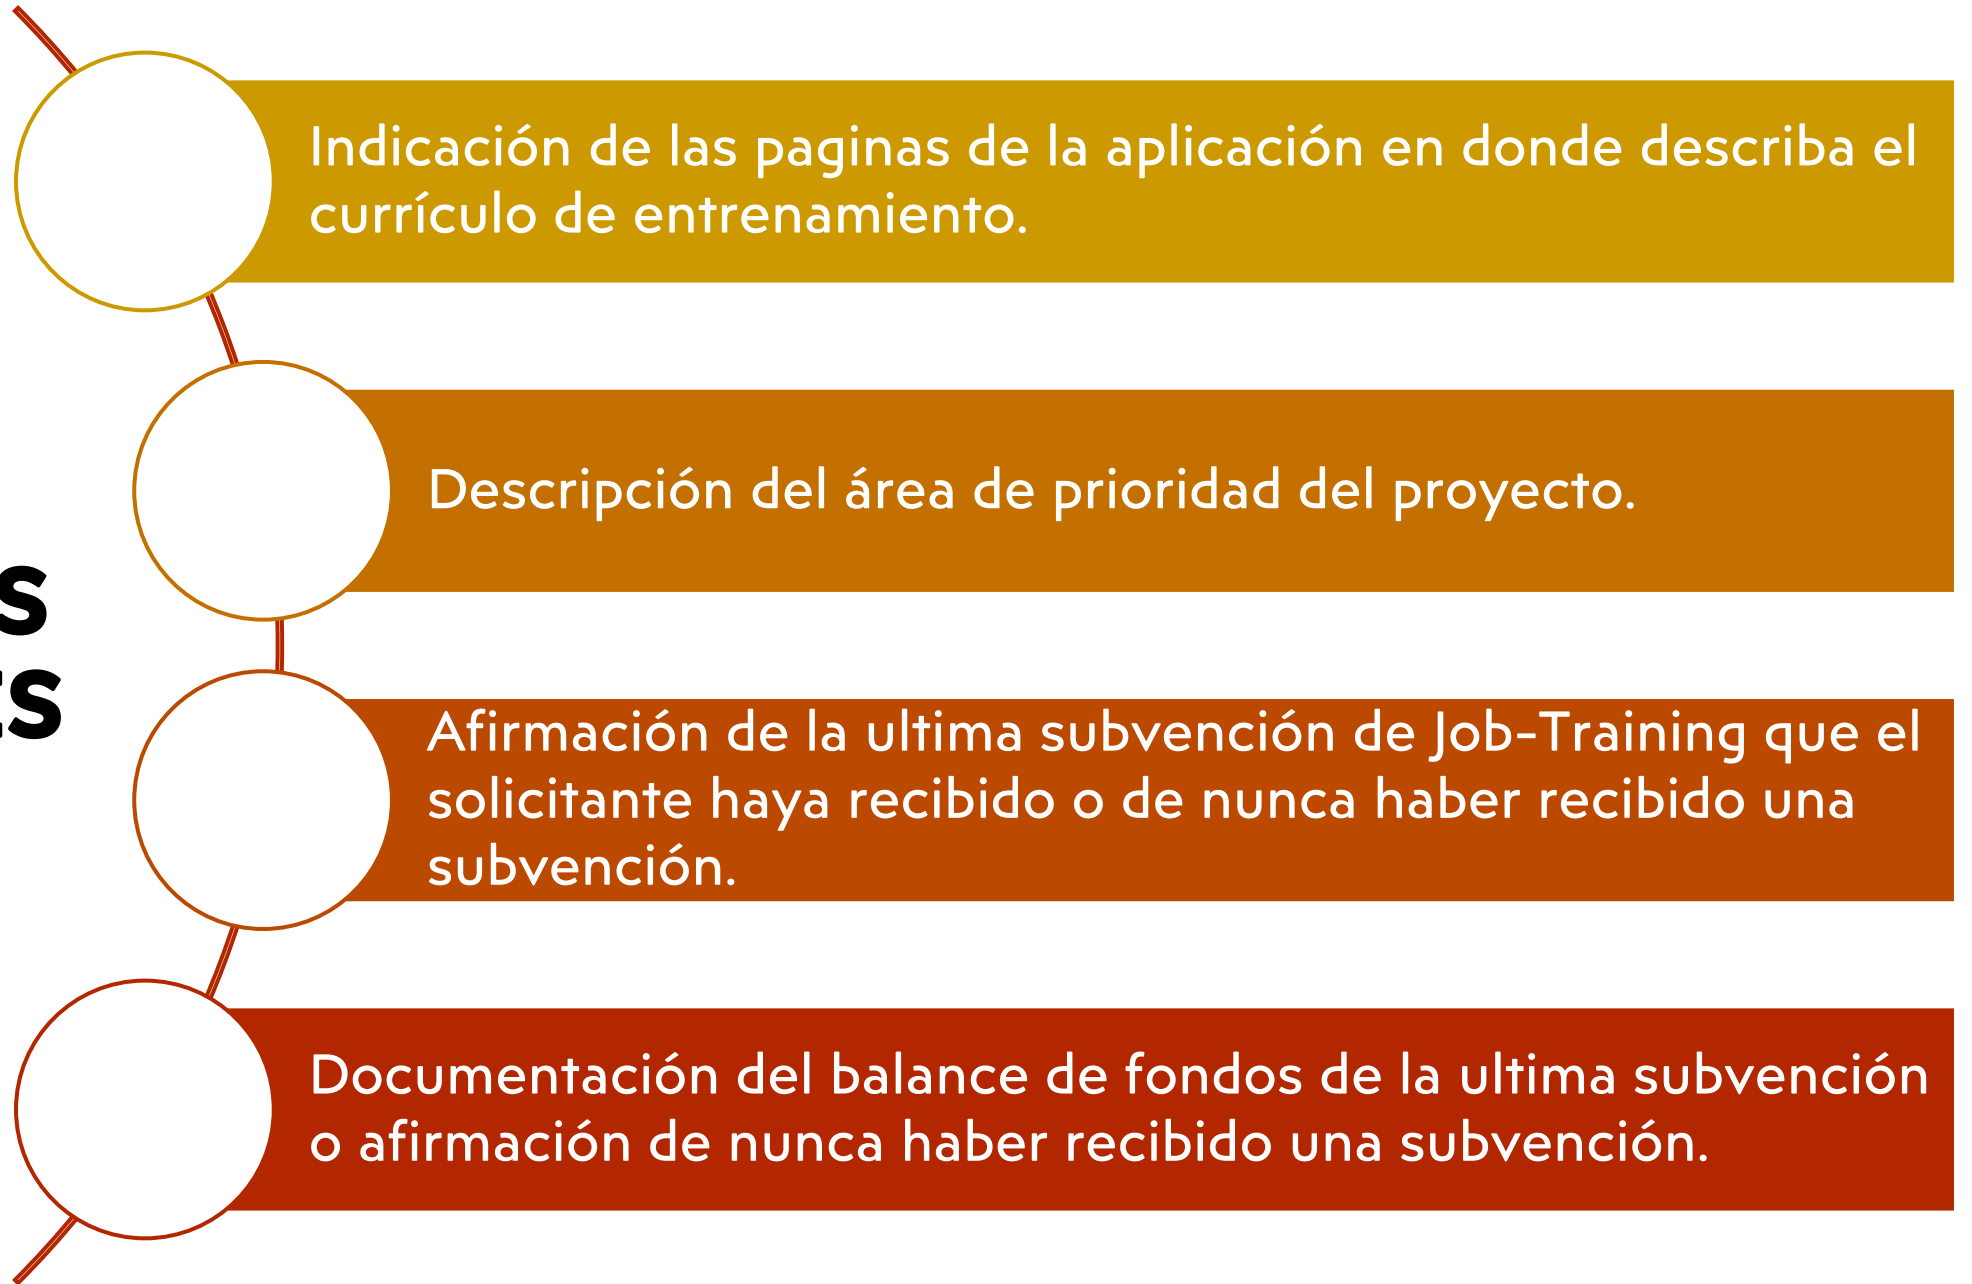 Indicación de las paginas de la aplicación en donde describa el
currículo de entrenamiento.
Descripción del área de prioridad del proyecto.
Afirmación de la ultima subvención de Job-Training que el
solicitante haya recibido o de nunca haber recibido una
subvención.
Documentación del balance de fondos de la ultima subvención
o afirmación de nunca haber recibido una subvención.